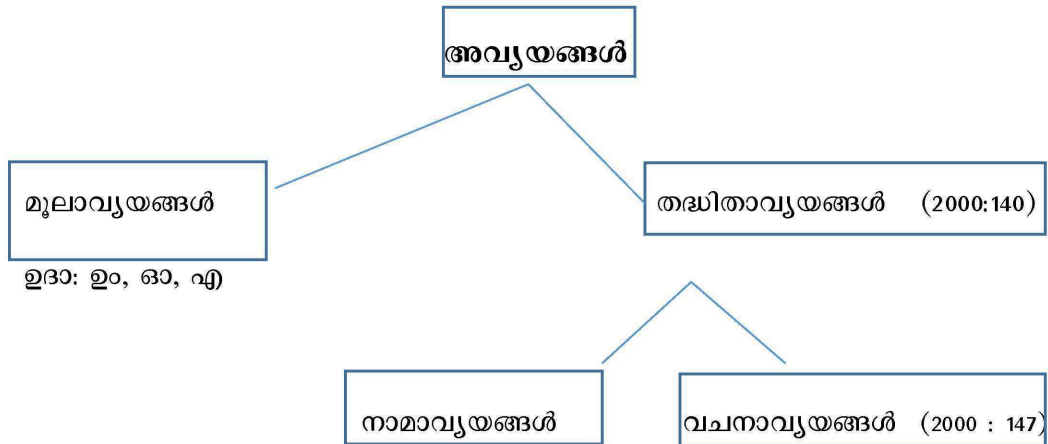 അവ്യയങ്ങൾ
മൂലാവ്യയങ്ങൾ
തദ്ധിതാവ്യയങ്ങൾ (2000:140)
ഉദാ: ഉം, ഓ, ഏ
നാമാവ്യയങ്ങൾ
വചനാവ്യയങ്ങൾ (2000 : 147)